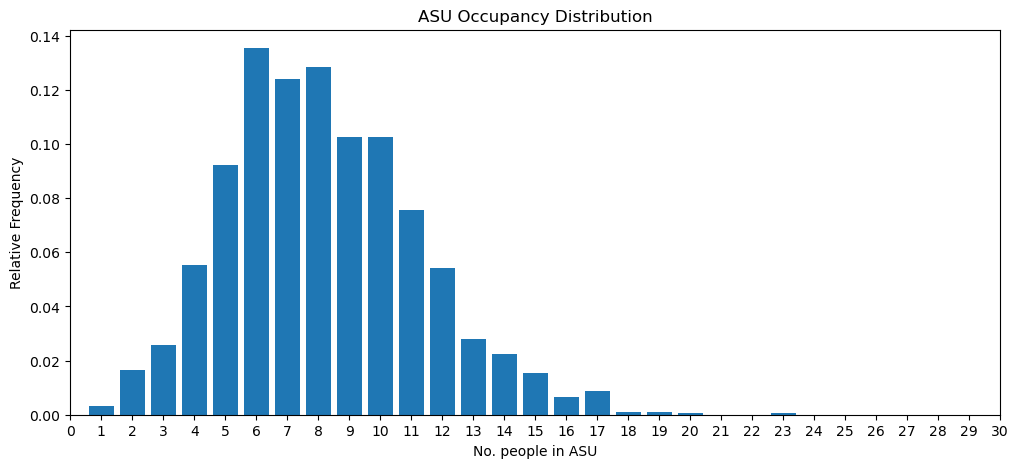 ASU Occupancy Distribution
Relative Frequency
0.14
0.12
0.10
0.08
0.06
0.04
0.02
0.00
0 1 2 3 4 5 6 7 8 9 10 11 12 13 14 15 16 17 18 19 20 21 22 23 24 25 26 27 28 29 30
No. people in ASU